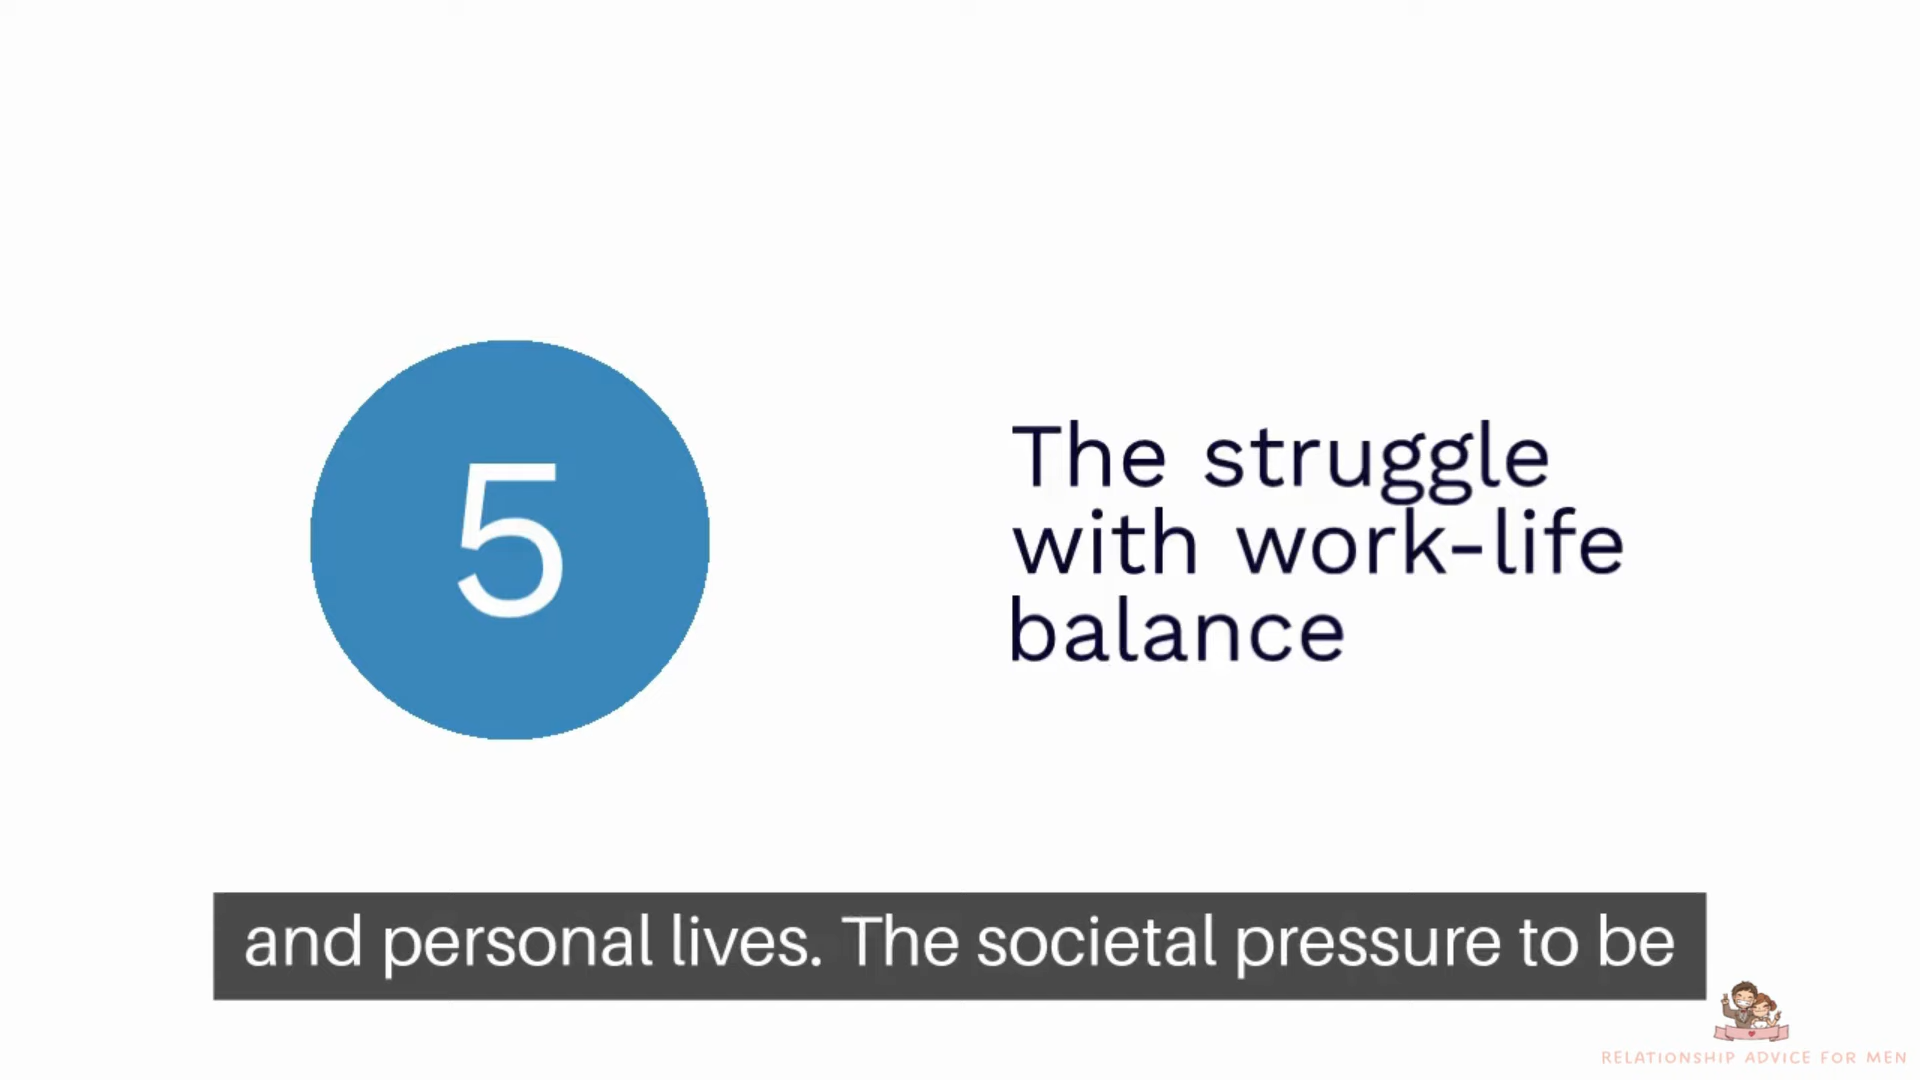 5
The struggle
with work-life
balance
and personal lives. The societal pressure to be
RELATIONSHIP ADVICE FOR MEN